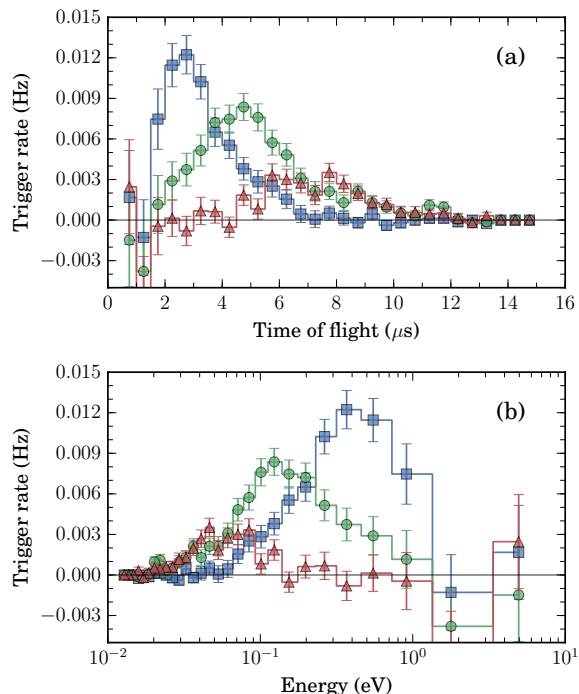 0.015
0.012
0.009
0.006
0.003
0.000
−0.003
Trigger rate (Hz)
(a)
0 2 4 6 8 10 12 14 16
Time of flight (μs)
0.015
0.012
0.009
0.006
0.003
0.000
−0.003
Trigger rate (Hz)
(b)
10⁻² 10⁻¹ 10⁰ 10¹
Energy (eV)